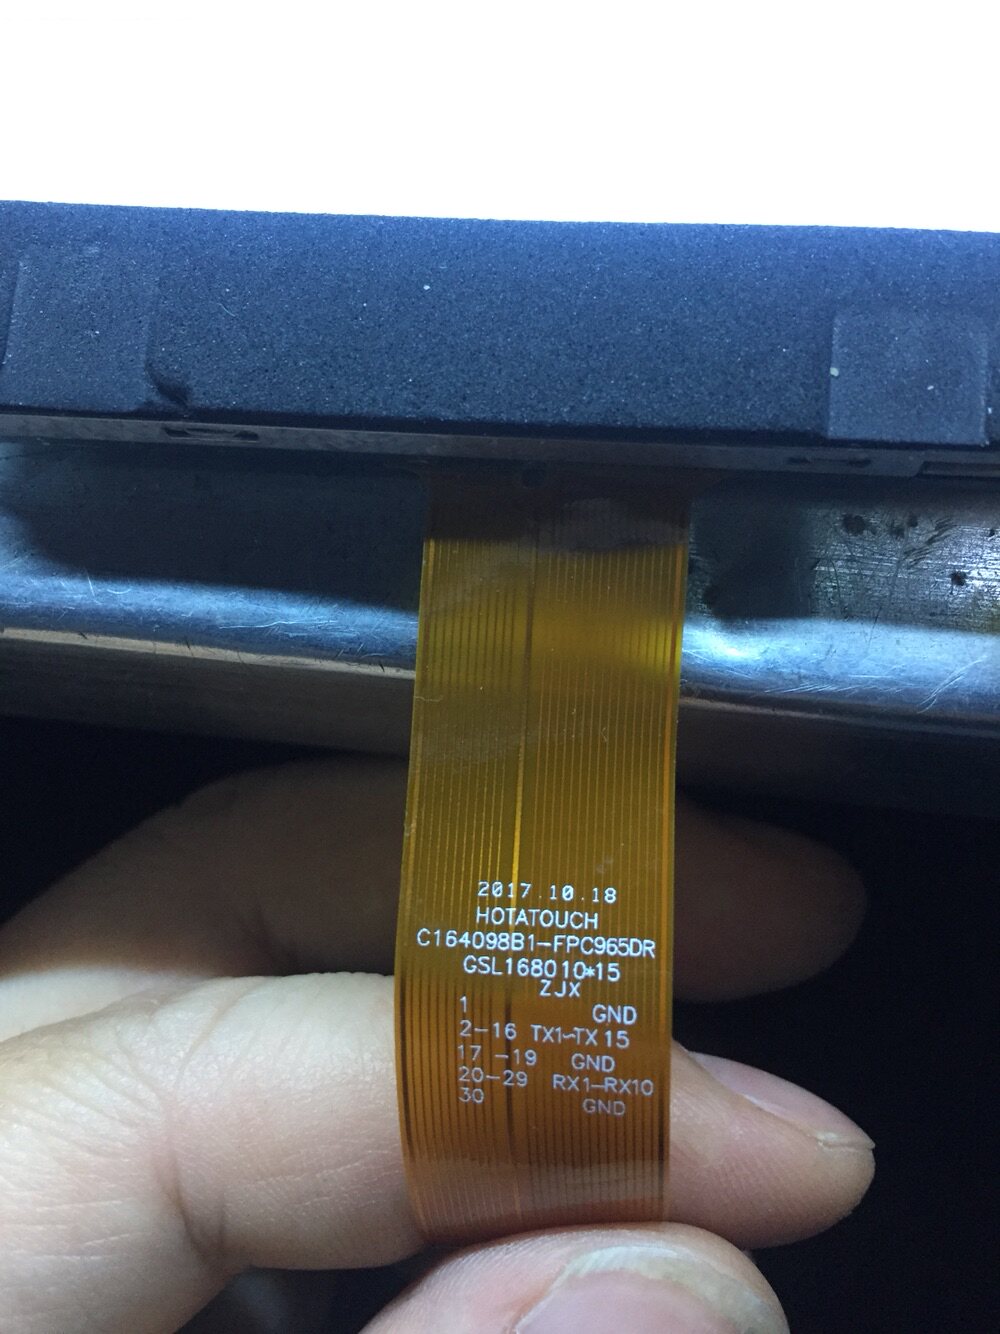 2017.10.18
HOTATOUCH
C164098B1-FPC965DR
GSL168010*15
ZJX
1 GND
2-16 TX1~TX15
17-19 GND
20-29 RX1-RX10
30 GND